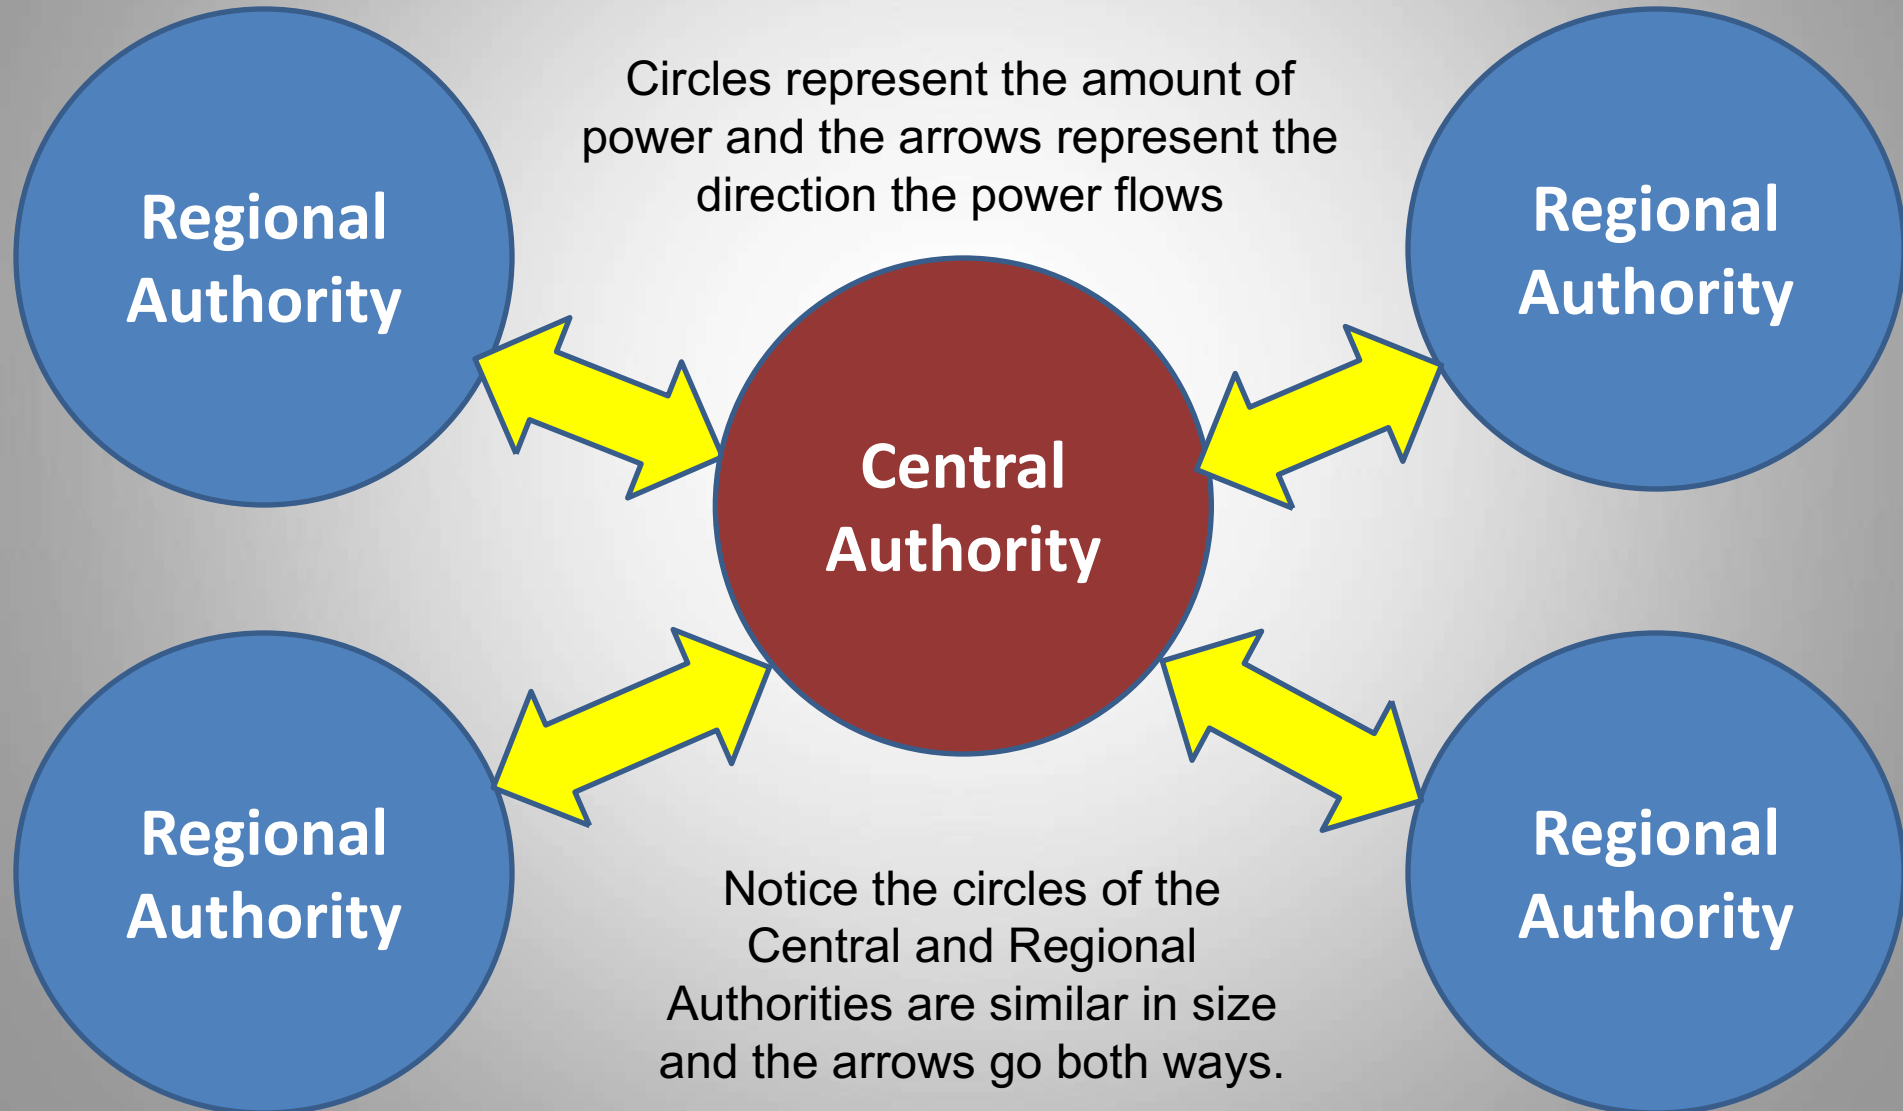 Circles represent the amount of
power and the arrows represent the
direction the power flows
Regional
Authority
Regional
Authority
Central
Authority
Regional
Authority
Regional
Authority
Notice the circles of the
Central and Regional
Authorities are similar in size
and the arrows go both ways.